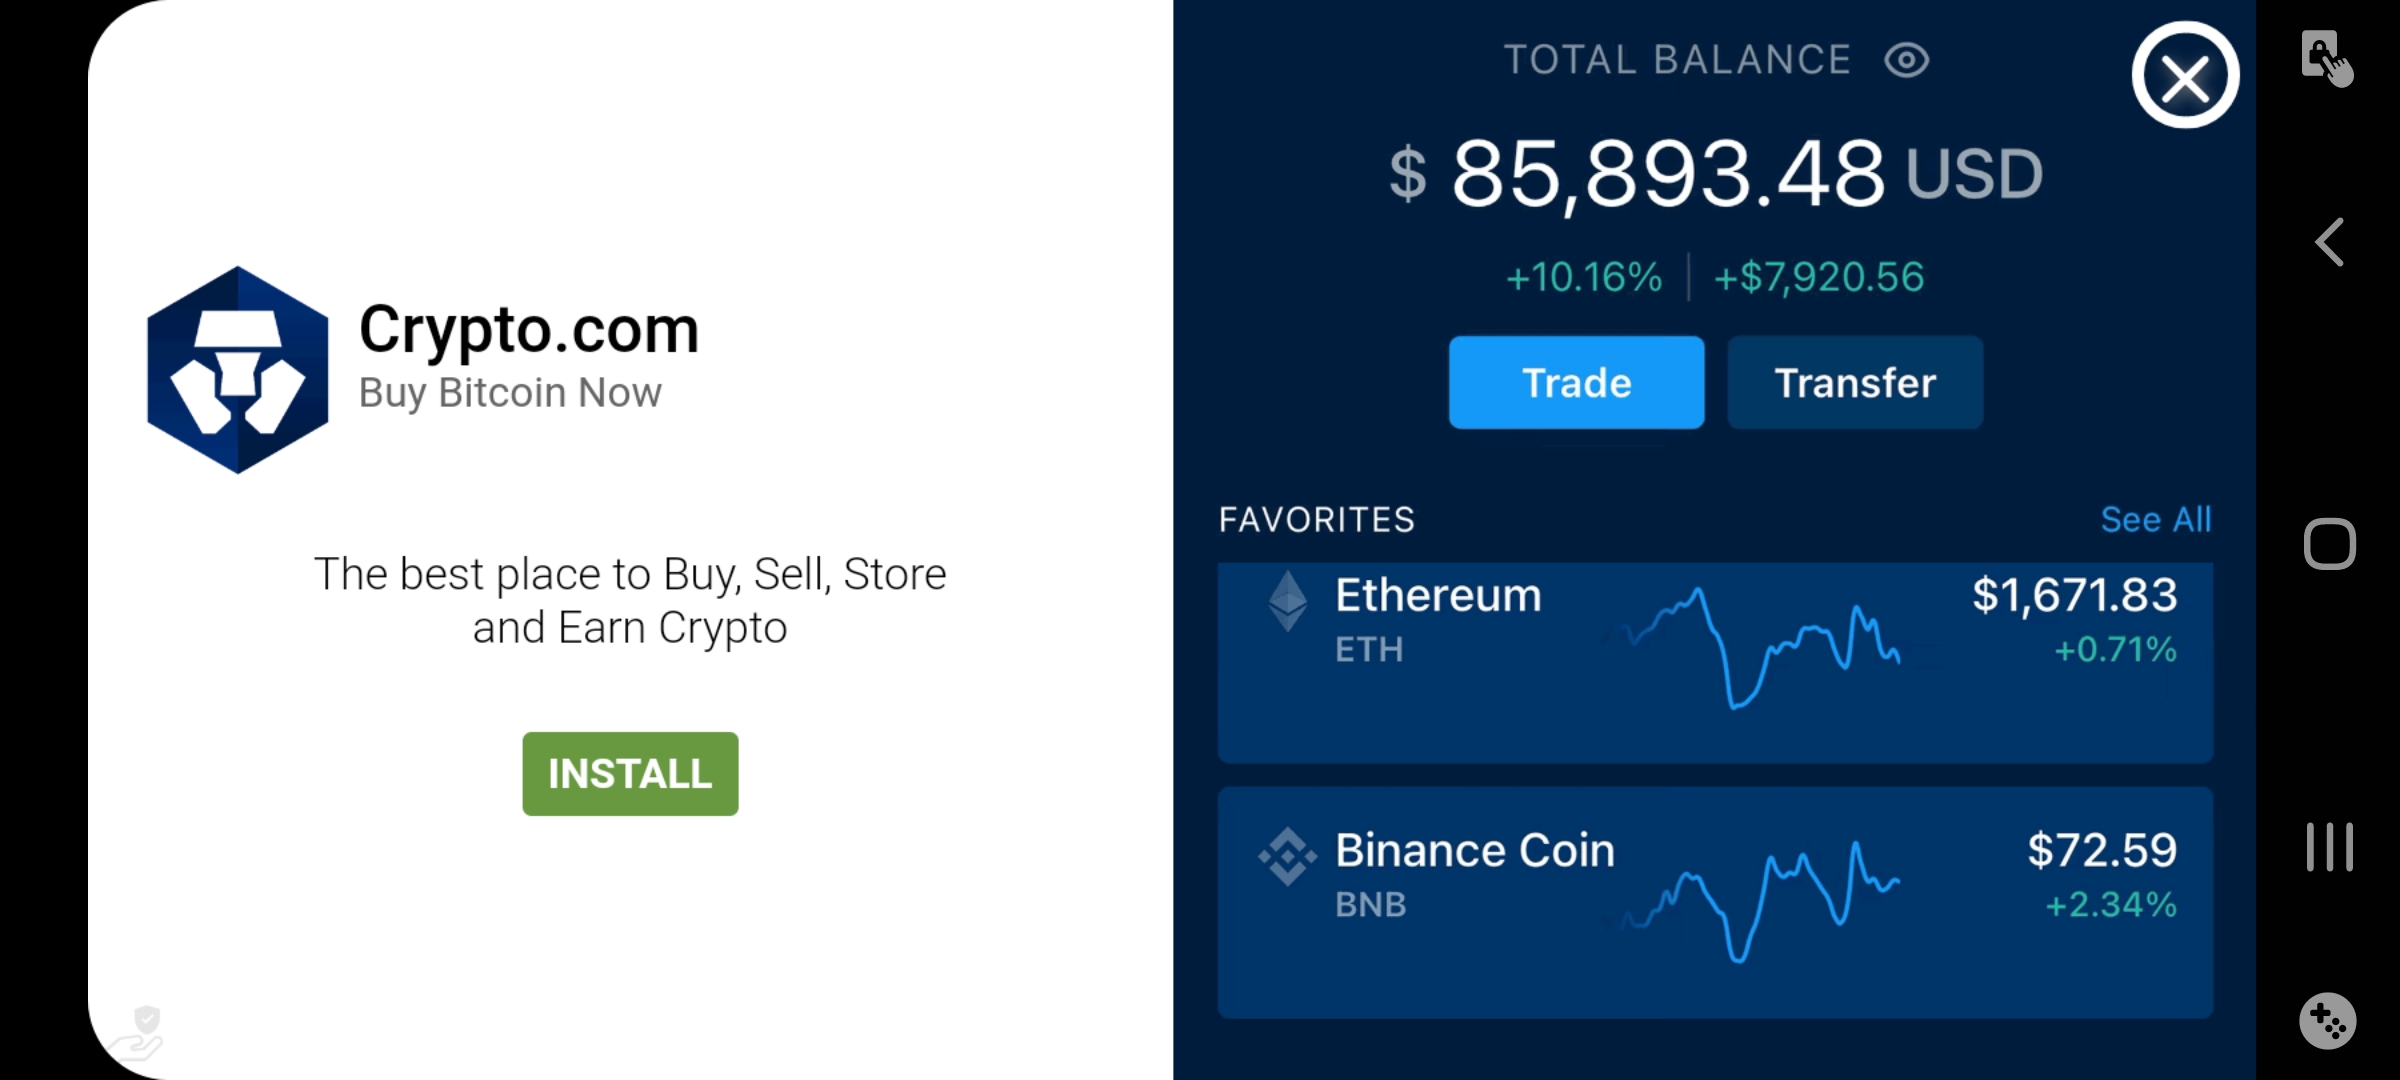 Crypto.com
Buy Bitcoin Now
The best place to Buy, Sell, Store
and Earn Crypto
INSTALL
TOTAL BALANCE
$ 85,893.48 USD
+10.16% +$7,920.56
Trade Transfer
FAVORITES See All
Ethereum $1,671.83
ETH +0.71%
Binance Coin $72.59
BNB +2.34%